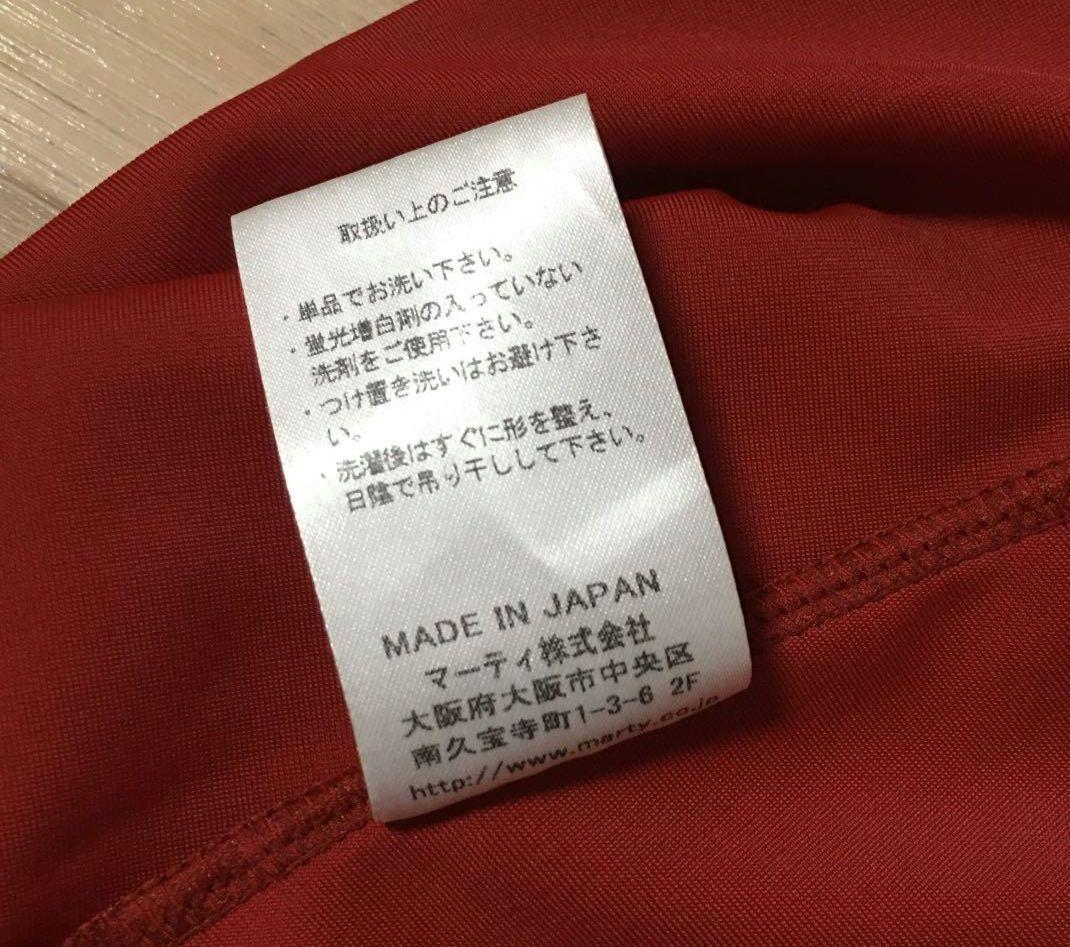 取扱い上のご注意
・単品でお洗い下さい。
・蛍光増白剤の入っていない
洗剤をご使用下さい。
・つけ置き洗いはお避け下さ
い。
・洗濯後はすぐに形を整え、
日陰で吊り干しして下さい。
MADE IN JAPAN
マーティ株式会社
大阪府大阪市中央区
南久宝寺町1-3-6 2F
http://www.marty.co.jp